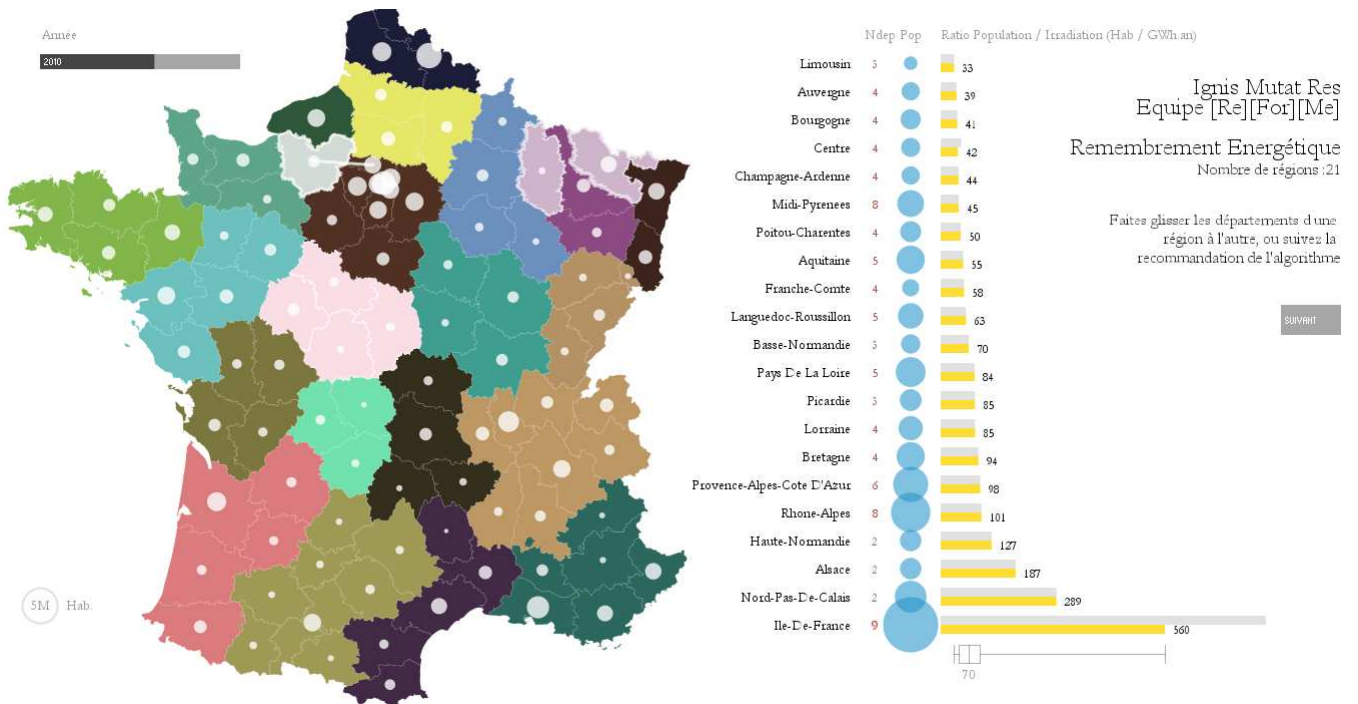 Année
2010
5M Hab.
Ndep Pop Ratio Population / Irradiation (Hab / GWh.an)
Limousin 3 33
Auvergne 4 39
Bourgogne 4 41
Centre 4 42
Champagne-Ardenne 4 44
Midi-Pyrenees 8 45
Poitou-Charentes 4 50
Aquitaine 5 55
Franche-Comte 4 58
Languedoc-Roussillon 5 63
Basse-Normandie 3 70
Pays De La Loire 5 84
Picardie 3 85
Lorraine 4 85
Bretagne 4 94
Provence-Alpes-Cote D'Azur 6 98
Rhone-Alpes 8 101
Haute-Normandie 2 127
Alsace 2 187
Nord-Pas-De-Calais 2 289
Ile-De-France 9 560
70
Ignis Mutat Res
Equipe [Re][For][Me]
Remembrement Energétique
Nombre de régions :21
Faites glisser les départements d une
région à l'autre, ou suivez la
recommandation de l'algorithme
SUIVANT